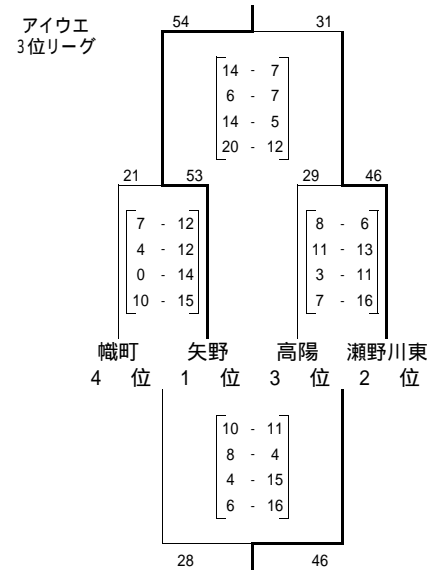 アイウエ
3位リーグ
54 31
14 - 7
6 - 7
14 - 5
20 - 12
21 53 29 46
7 - 12 8 - 6
4 - 12 11 - 13
0 - 14 3 - 11
10 - 15 7 - 16
幟町 矢野 高陽 瀬野川東
4 位 1 位 3 位 2 位
10 - 11
8 - 4
4 - 15
6 - 16
28 46